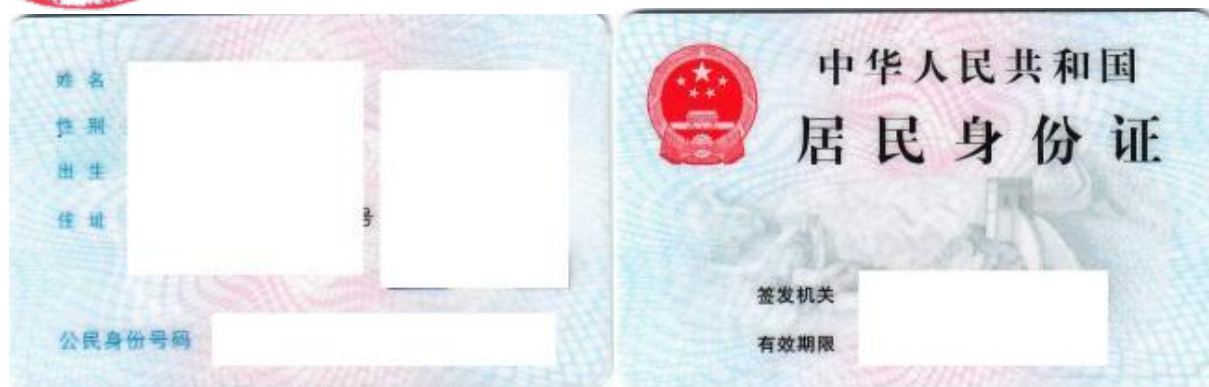 姓名
性别
出生
住址
号
公民身份号码
中华人民共和国
居民身份证
签发机关
有效期限